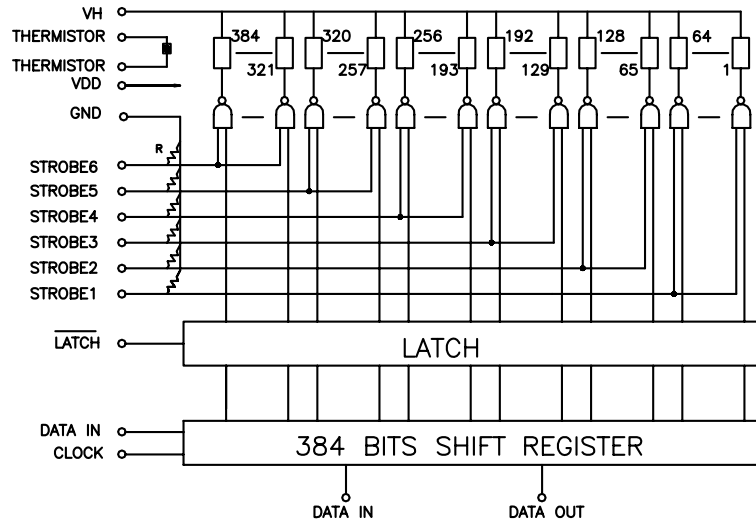 VH
THERMISTOR
THERMISTOR
VDD
GND
384 320 256 192 128 64
321 257 193 129 65 1
R
STROBE6
STROBE5
STROBE4
STROBE3
STROBE2
STROBE1
LATCH
LATCH
DATA IN
CLOCK
384 BITS SHIFT REGISTER
DATA IN DATA OUT